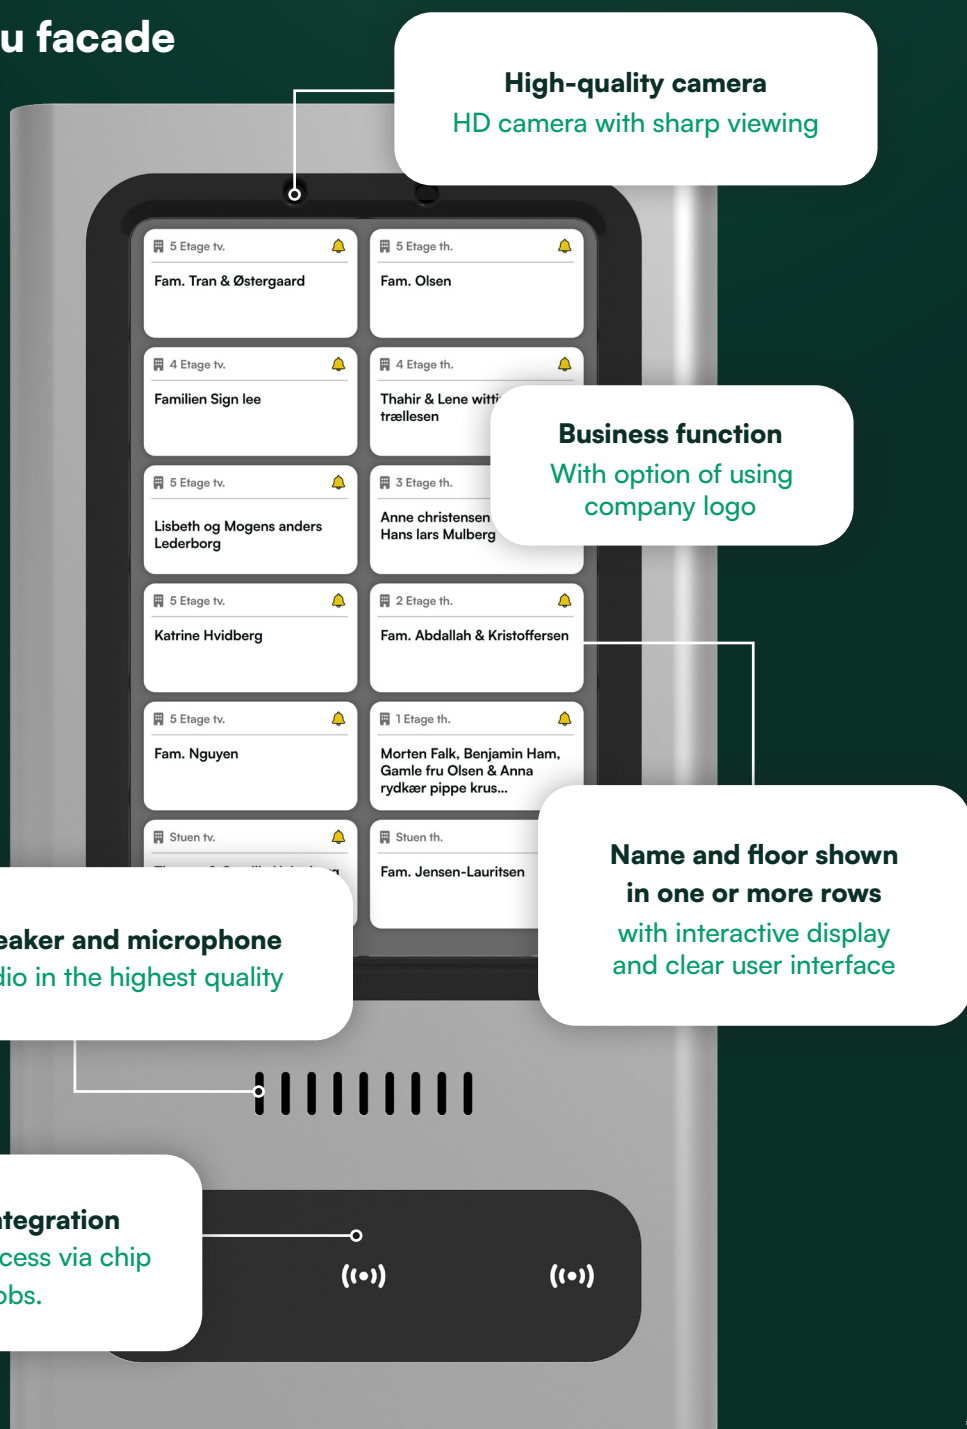 u facade
High-quality camera
HD camera with sharp viewing
5 Etage tv.
Fam. Tran & Østergaard
5 Etage th.
Fam. Olsen
4 Etage tv.
Familien Sign lee
4 Etage th.
Thahir & Lene
trællesen
Business function
With option of using
company logo
5 Etage tv.
Lisbeth og Mogens anders
Lederborg
3 Etage th.
Anne christensen
Hans lars Mulberg
5 Etage tv.
Katrine Hvidberg
2 Etage th.
Fam. Abdallah & Kristoffersen
5 Etage tv.
Fam. Nguyen
1 Etage th.
Morten Falk, Benjamin Ham,
Gamle fru Olsen & Anna
rydkær pippe krus...
Stuen tv.
Stuen th.
Fam. Jensen-Lauritsen
Name and floor shown
in one or more rows
with interactive display
and clear user interface
eaker and microphone
dio in the highest quality
ntegration
cess via chip
obs.